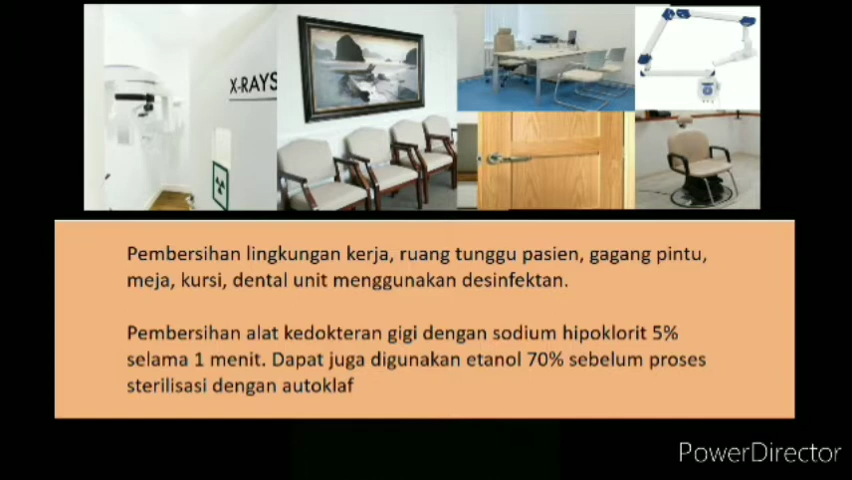 X-RAYS
Pembersihan lingkungan kerja, ruang tunggu pasien, gagang pintu,
meja, kursi, dental unit menggunakan desinfektan.
Pembersihan alat kedokteran gigi dengan sodium hipoklorit 5%
selama 1 menit. Dapat juga digunakan etanol 70% sebelum proses
sterilisasi dengan autoklaf
PowerDirector